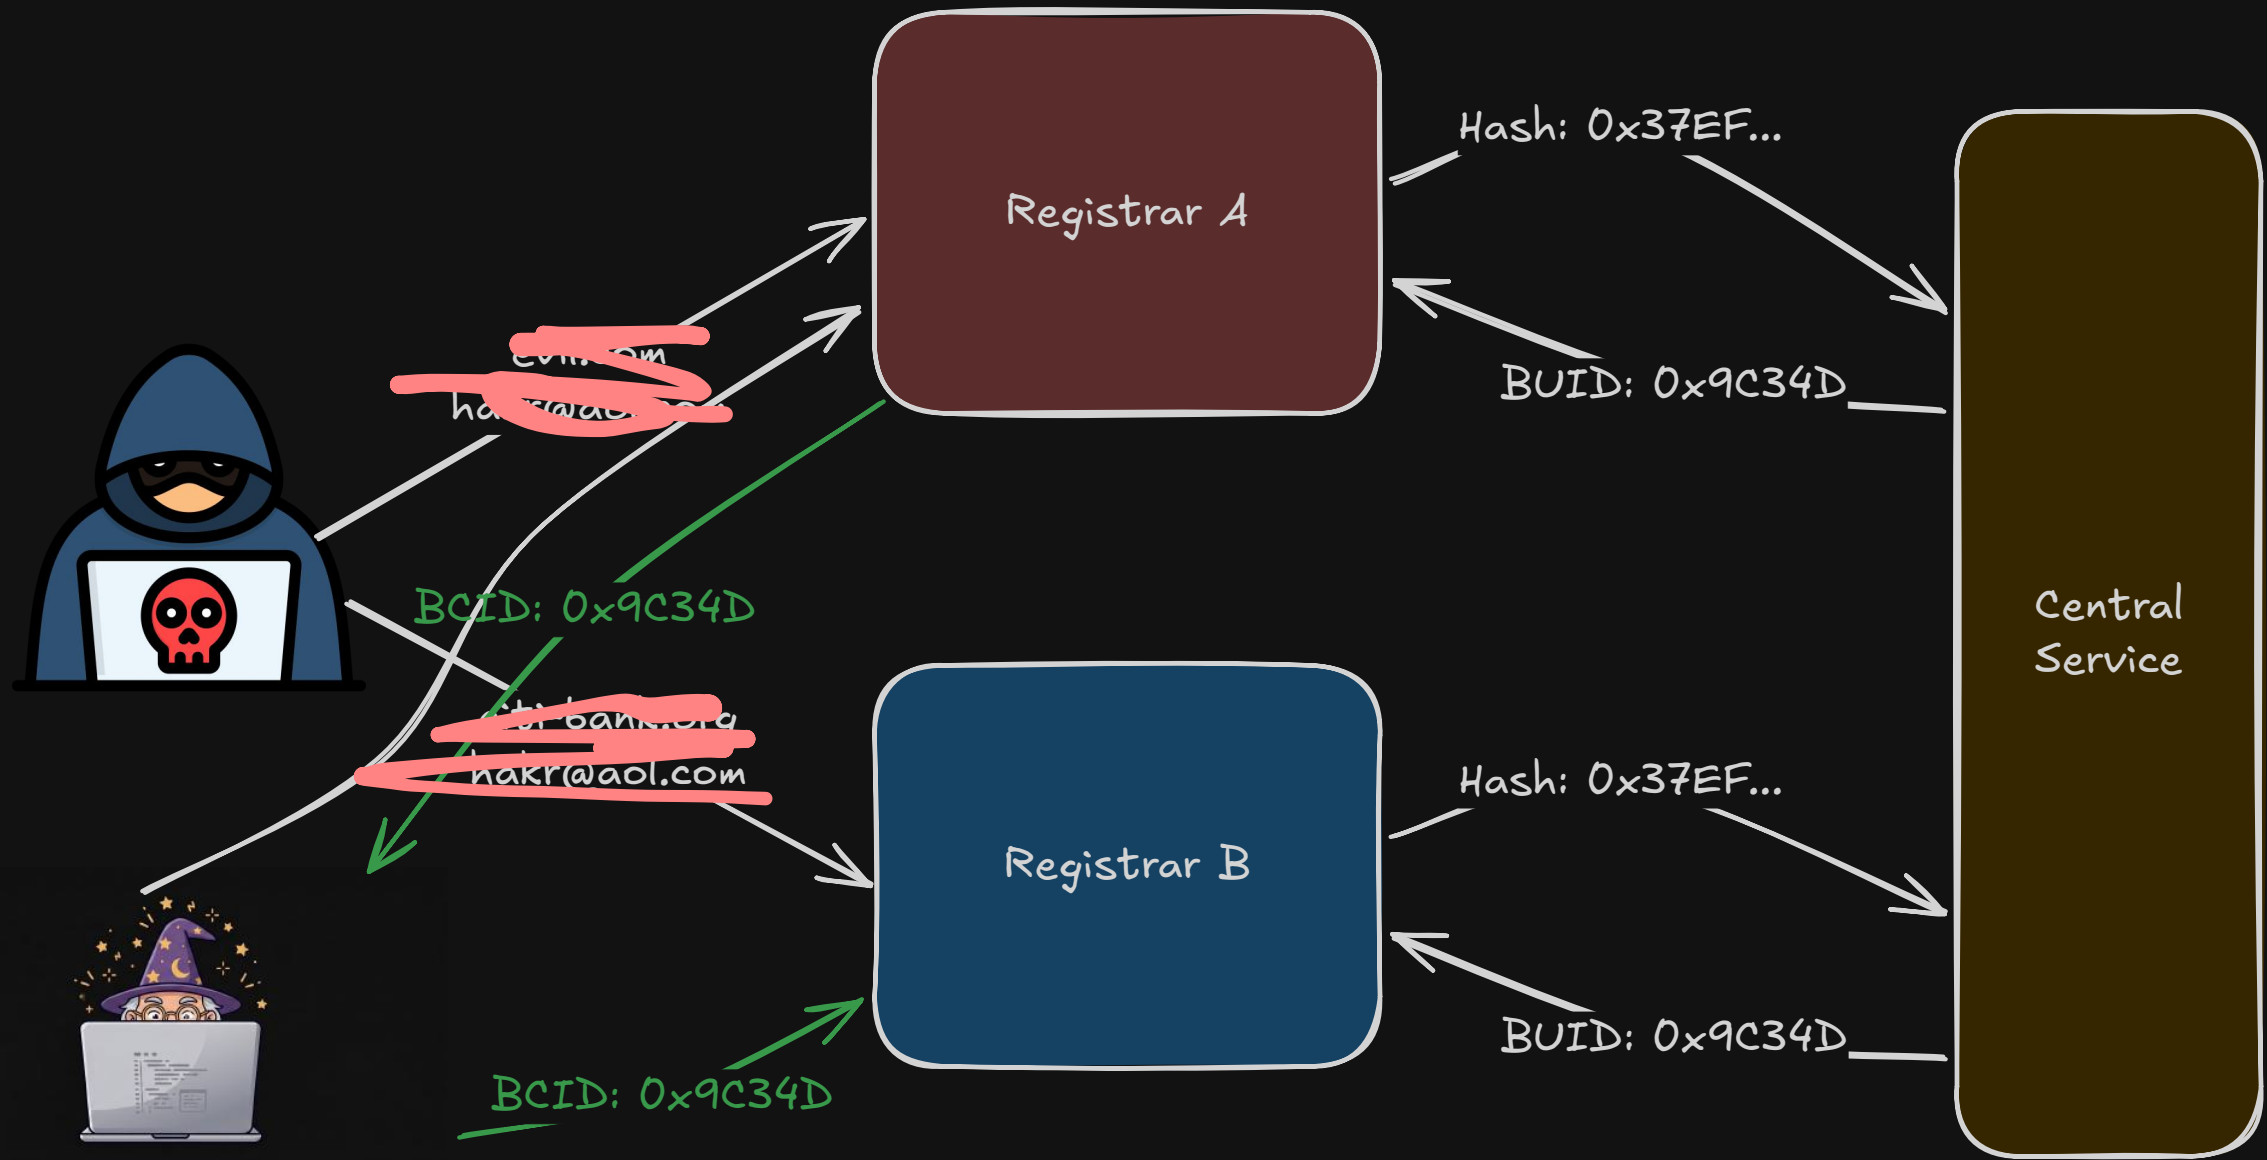 Hash: 0x37EF...
Registrar A
BUID: 0x9C34D
BCID: 0x9C34D
hakr@aol.com
Central
Service
Hash: 0x37EF...
Registrar B
BUID: 0x9C34D
BCID: 0x9C34D